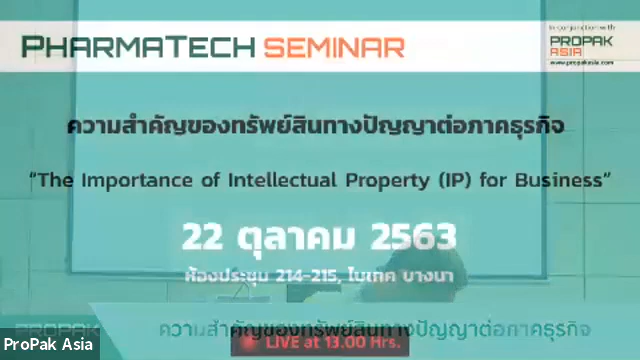 PHARMATECH SEMINAR
In conjunction with
PROPAK
ASIA
www.propakasia.com
ความสำคัญของทรัพย์สินทางปัญญาต่อภาคธุรกิจ
“The Importance of Intellectual Property (IP) for Business”
22 ตุลาคม 2563
ห้องประชุม 214-215, ไบเทค บางนา
PROPAK
ความสำคัญของทรัพย์สินทางปัญญาต่อภาคธุรกิจ
LIVE at 13.00 Hrs.
ProPak Asia